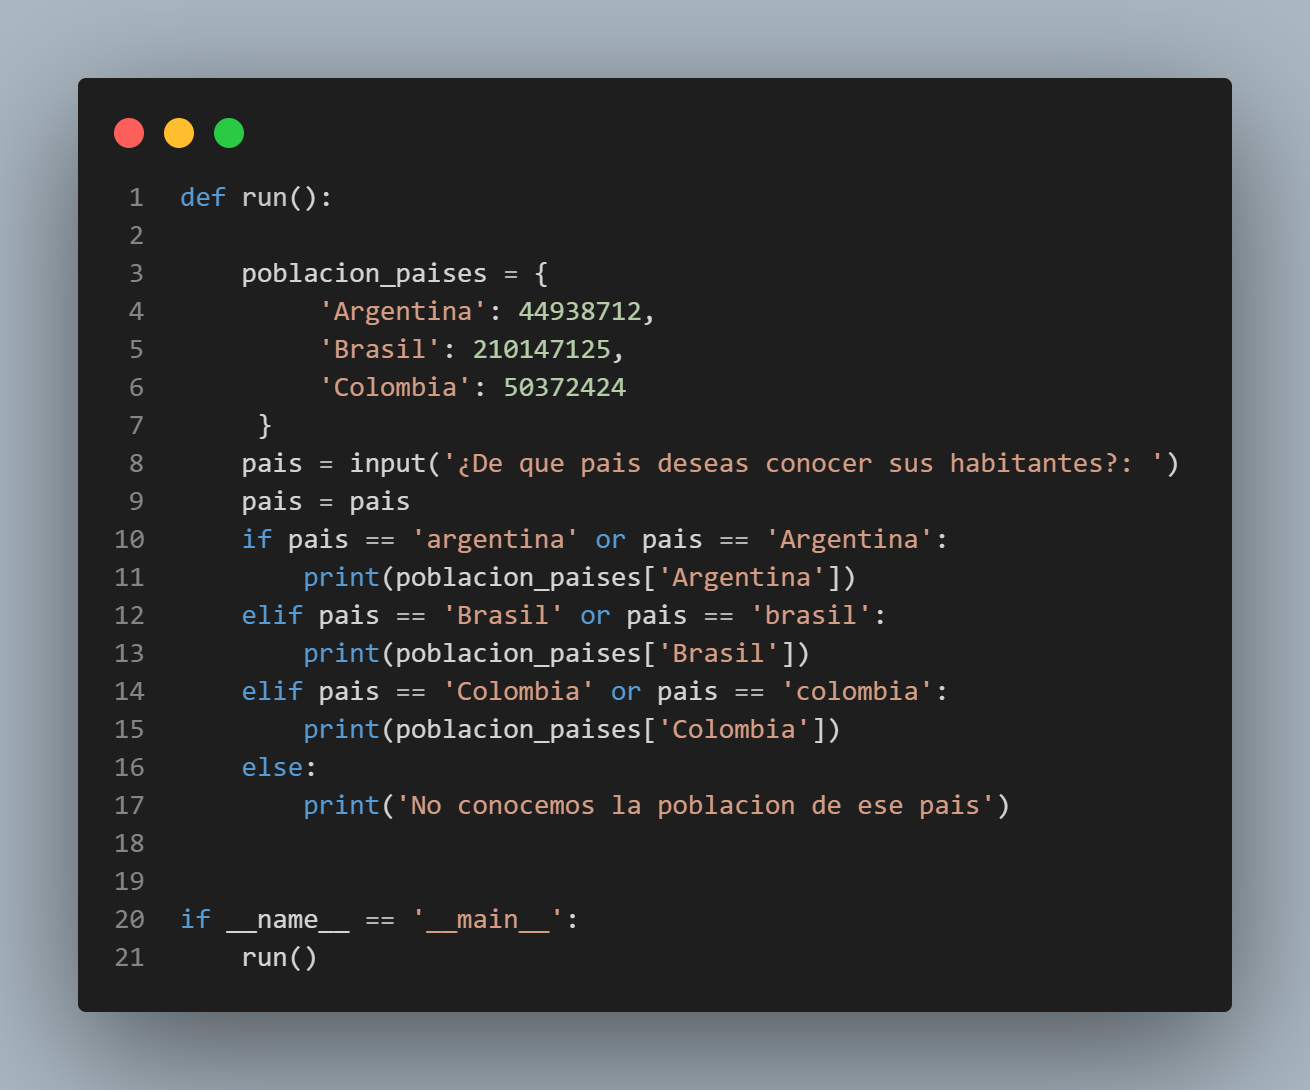 1 def run():
2
3     poblacion_paises = {
4          'Argentina': 44938712,
5          'Brasil': 210147125,
6          'Colombia': 50372424
7      }
8     pais = input('¿De que pais deseas conocer sus habitantes?: ')
9     pais = pais
10     if pais == 'argentina' or pais == 'Argentina':
11         print(poblacion_paises['Argentina'])
12     elif pais == 'Brasil' or pais == 'brasil':
13         print(poblacion_paises['Brasil'])
14     elif pais == 'Colombia' or pais == 'colombia':
15         print(poblacion_paises['Colombia'])
16     else:
17         print('No conocemos la poblacion de ese pais')
18
19
20 if __name__ == '__main__':
21     run()